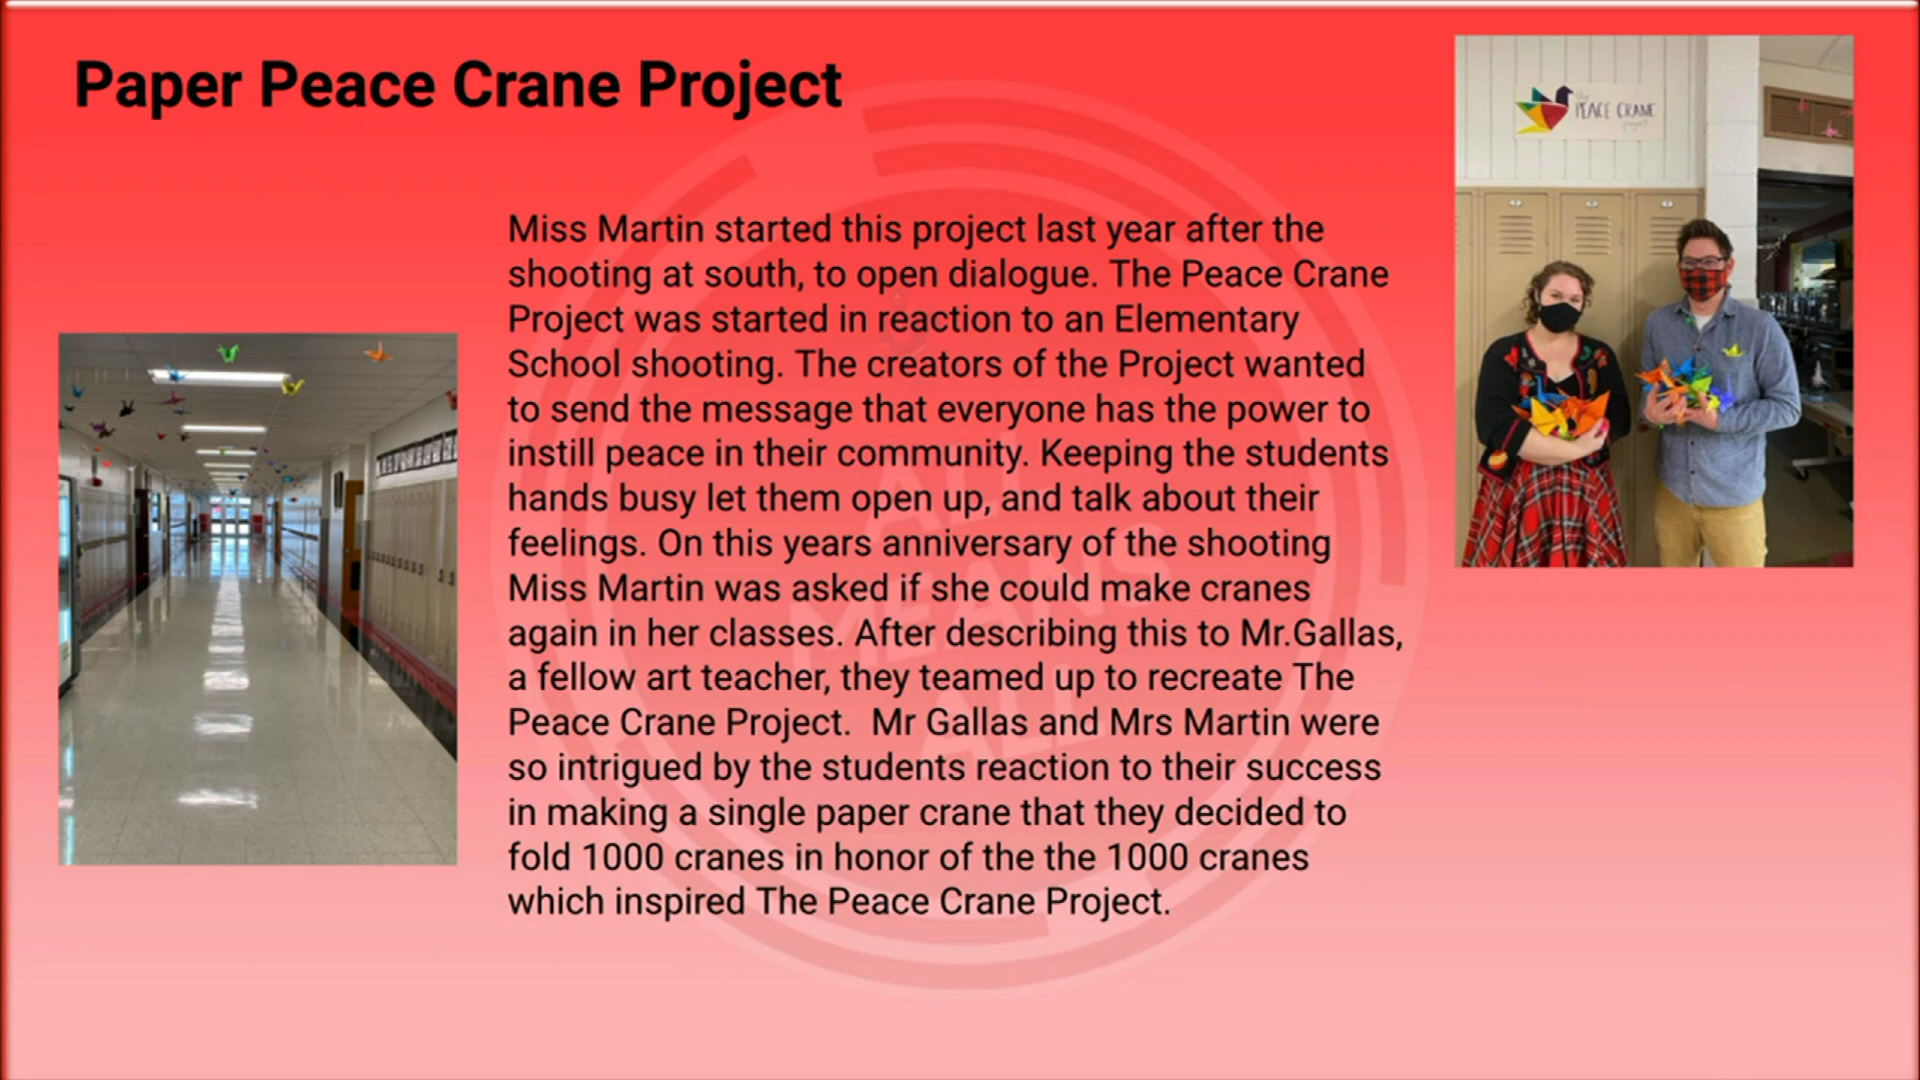 Paper Peace Crane Project
the
PEACE CRANE
project
Miss Martin started this project last year after the
shooting at south, to open dialogue. The Peace Crane
Project was started in reaction to an Elementary
School shooting. The creators of the Project wanted
to send the message that everyone has the power to
instill peace in their community. Keeping the students
hands busy let them open up, and talk about their
feelings. On this years anniversary of the shooting
Miss Martin was asked if she could make cranes
again in her classes. After describing this to Mr.Gallas,
a fellow art teacher, they teamed up to recreate The
Peace Crane Project.  Mr Gallas and Mrs Martin were
so intrigued by the students reaction to their success
in making a single paper crane that they decided to
fold 1000 cranes in honor of the the 1000 cranes
which inspired The Peace Crane Project.
ALL
MEANS
ALL